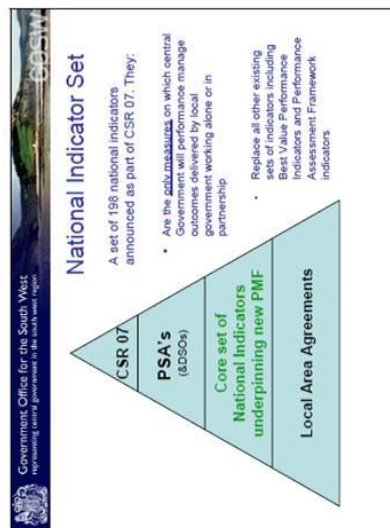 Government Office for the South West
representing central government in the south west region
GOSW
National Indicator Set
A set of 198 national indicators
announced as part of CSR 07. They:
• Are the only measures on which central
Government will performance manage
outcomes delivered by local
government working alone or in
partnership
• Replace all other existing
sets of indicators including
Best Value Performance
Indicators and Performance
Assessment Framework
indicators
CSR 07
PSA's
(&DSOs)
Core set of
National Indicators
underpinning new PMF
Local Area Agreements